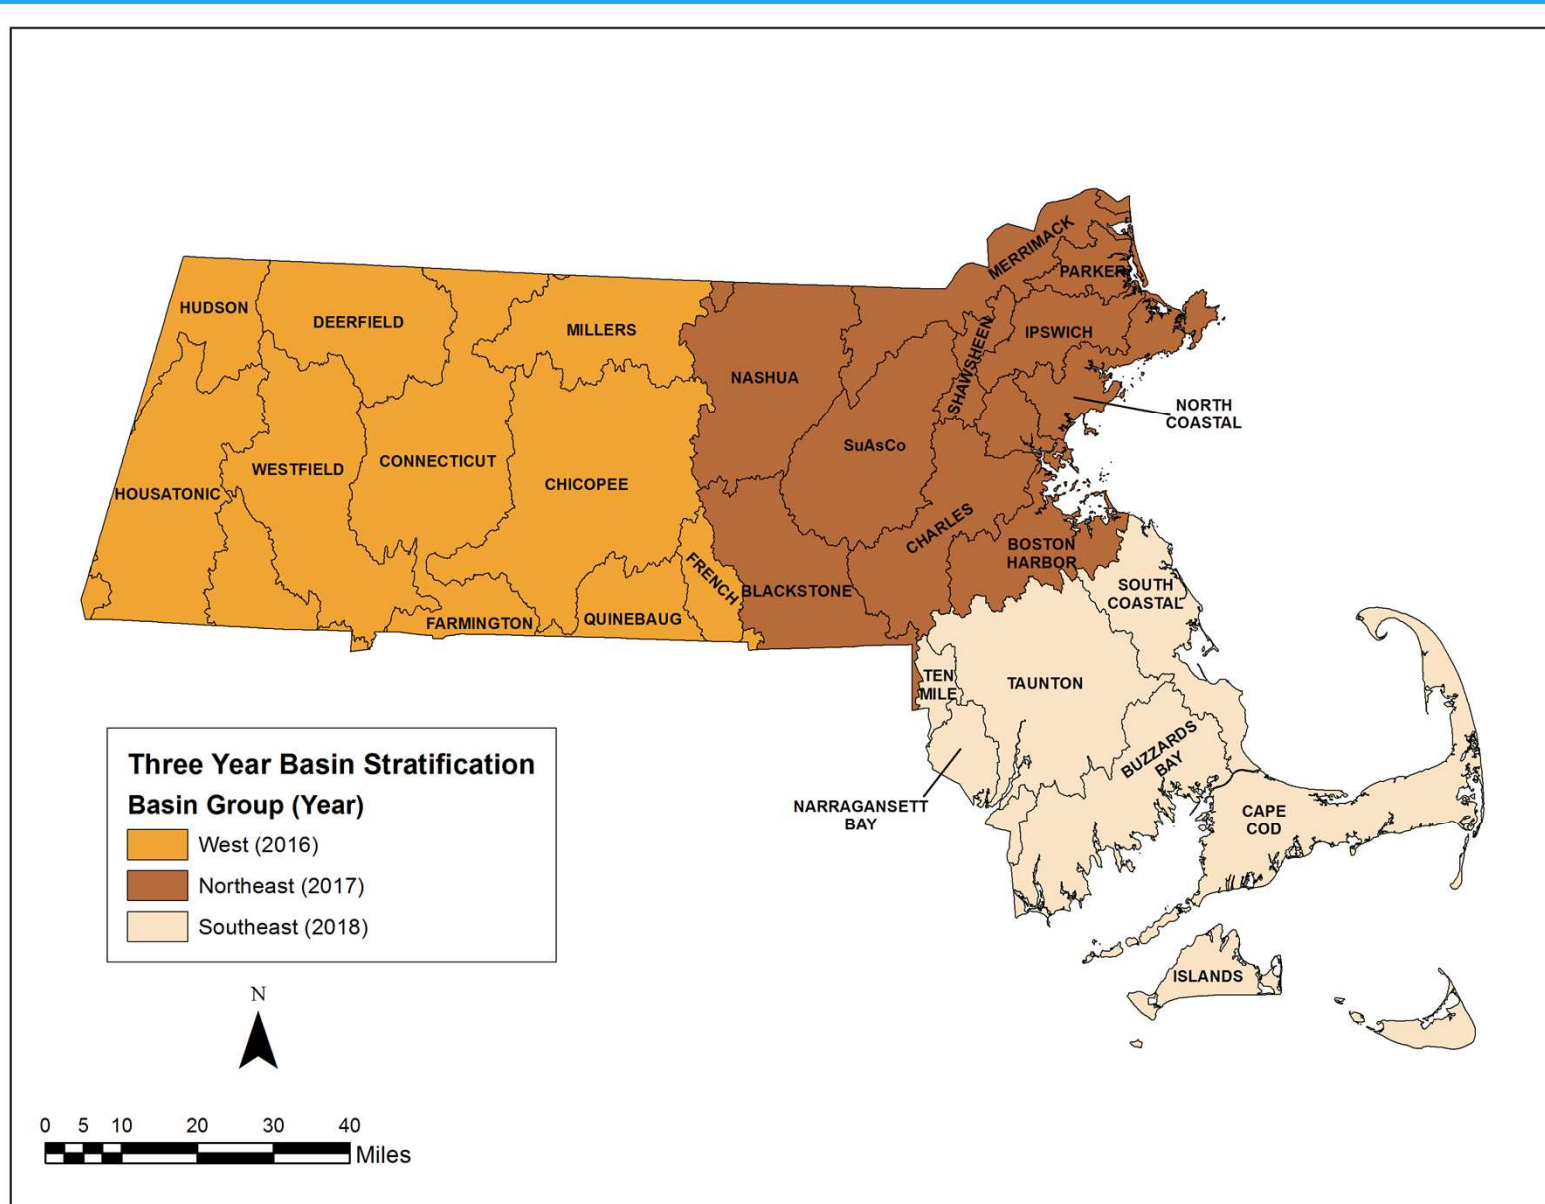 MERRIMACK
PARKER
HUDSON
DEERFIELD
MILLERS
IPSWICH
SHAWSHEEN
NASHUA
NORTH
COASTAL
SuAsCo
CONNECTICUT
WESTFIELD
CHICOPEE
HOUSATONIC
CHARLES
BOSTON
HARBOR
FRENCH
BLACKSTONE
SOUTH
COASTAL
FARMINGTON
QUINEBAUG
TEN
MILE
TAUNTON
BUZZARDS
BAY
NARRAGANSETT
BAY
CAPE
COD
ISLANDS
Three Year Basin Stratification
Basin Group (Year)
West (2016)
Northeast (2017)
Southeast (2018)
N
0 5 10 20 30 40
Miles